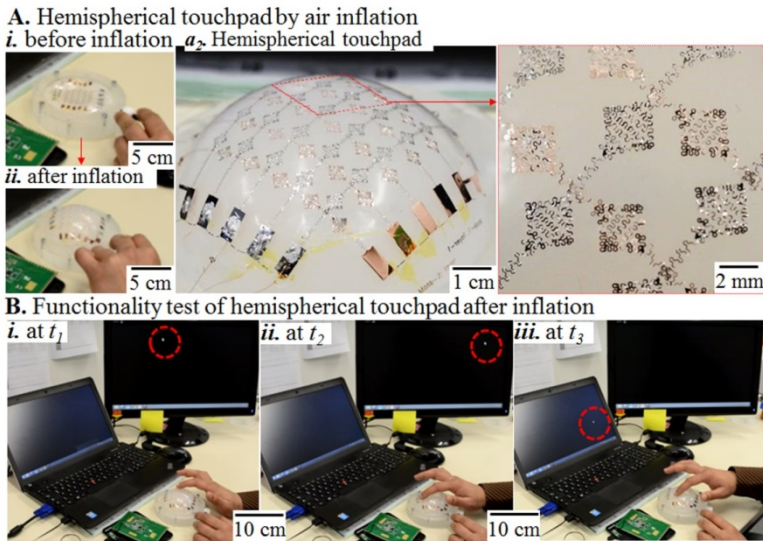 A. Hemispherical touchpad by air inflation
i. before inflation
a₂. Hemispherical touchpad
5 cm
ii. after inflation
5 cm
1 cm
2 mm
B. Functionality test of hemispherical touchpad after inflation
i. at t₁
ii. at t₂
iii. at t₃
10 cm
10 cm
10 cm